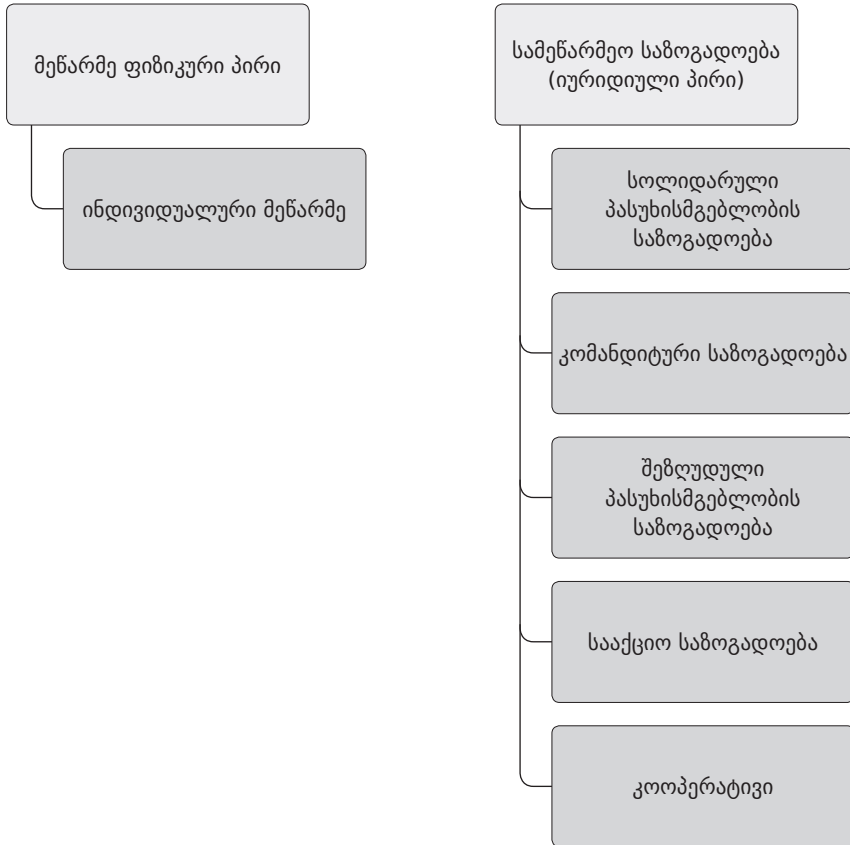 მეწარმე ფიზიკური პირი
ინდივიდუალური მეწარმე
სამეწარმეო საზოგადოება
(იურიდიული პირი)
სოლიდარული
პასუხისმგებლობის
საზოგადოება
კომანდიტური საზოგადოება
შეზღუდული
პასუხისმგებლობის
საზოგადოება
სააქციო საზოგადოება
კოოპერატივი